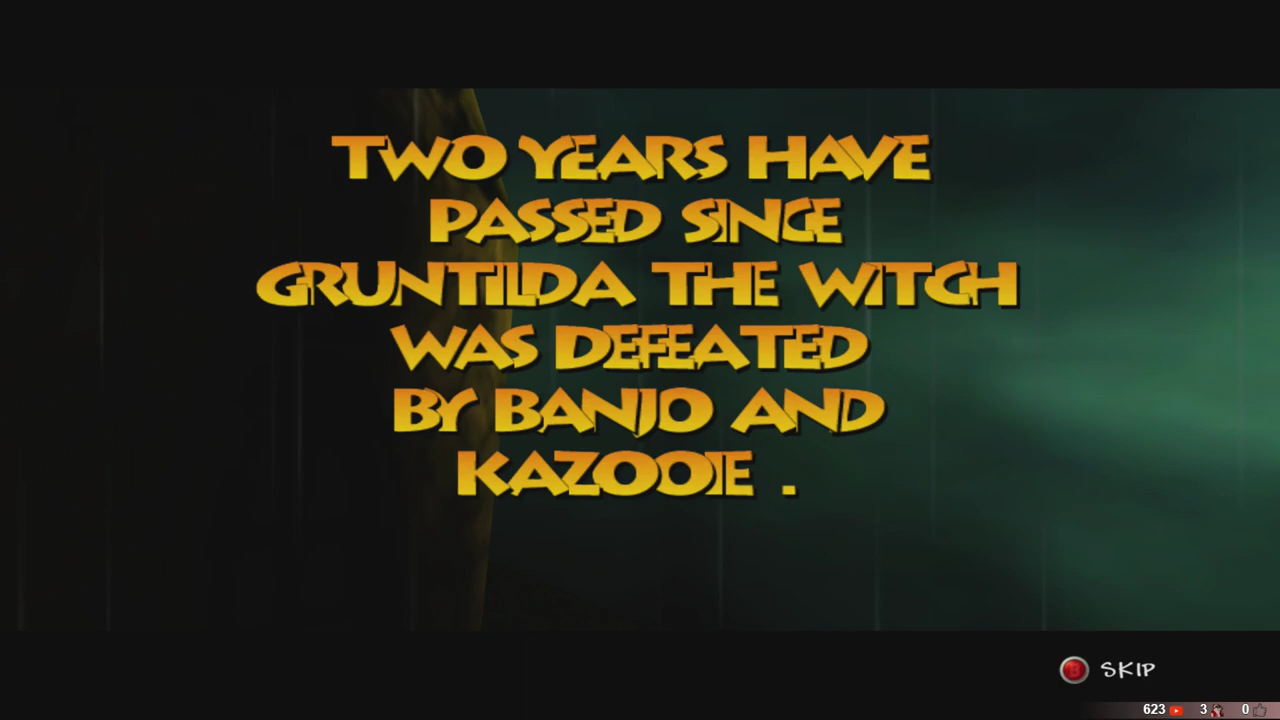 TWO YEARS HAVE
PASSED SINCE
GRUNTILDA THE WITCH
WAS DEFEATED
BY BANJO AND
KAZOOIE .
B SKIP
623 3 0